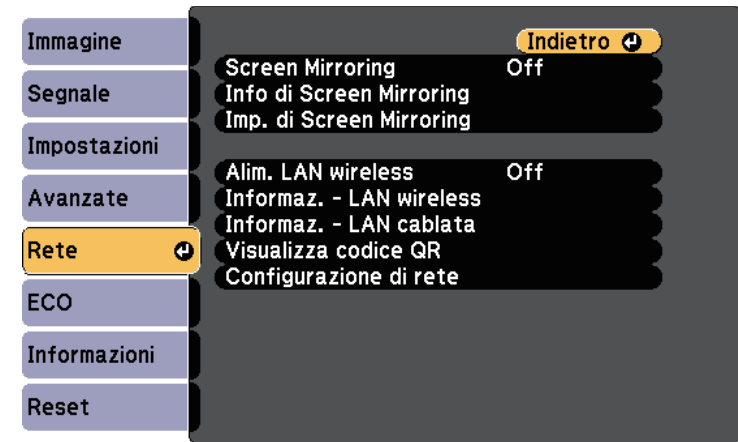 Immagine
Segnale
Impostazioni
Avanzate
Rete
ECO
Informazioni
Reset
Indietro
Screen Mirroring Off
Info di Screen Mirroring
Imp. di Screen Mirroring
Alim. LAN wireless Off
Informaz. - LAN wireless
Informaz. - LAN cablata
Visualizza codice QR
Configurazione di rete